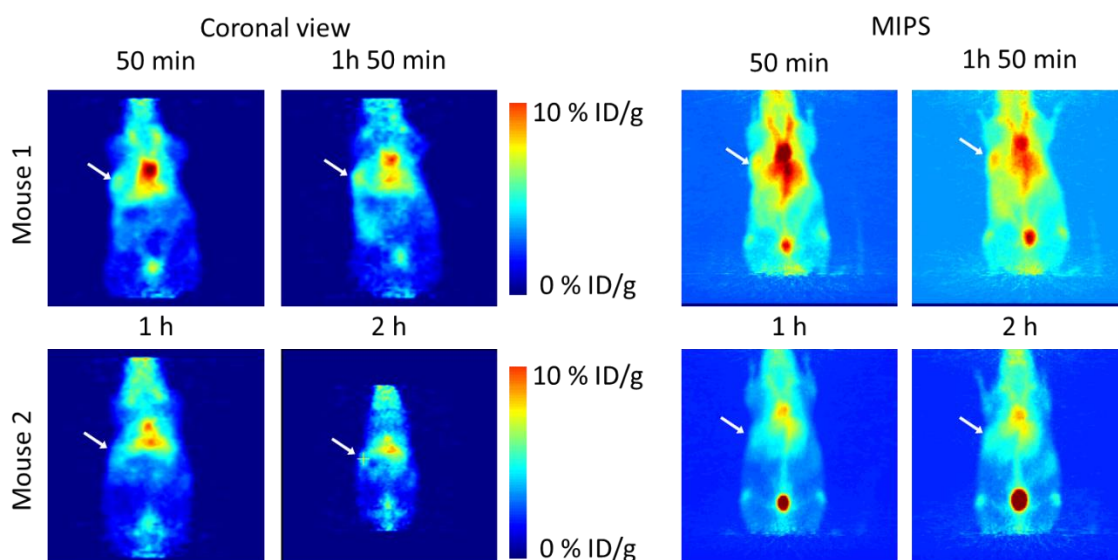 Coronal view
MIPS
50 min
1h 50 min
50 min
1h 50 min
Mouse 1
10 % ID/g
0 % ID/g
1 h
2 h
1 h
2 h
Mouse 2
10 % ID/g
0 % ID/g